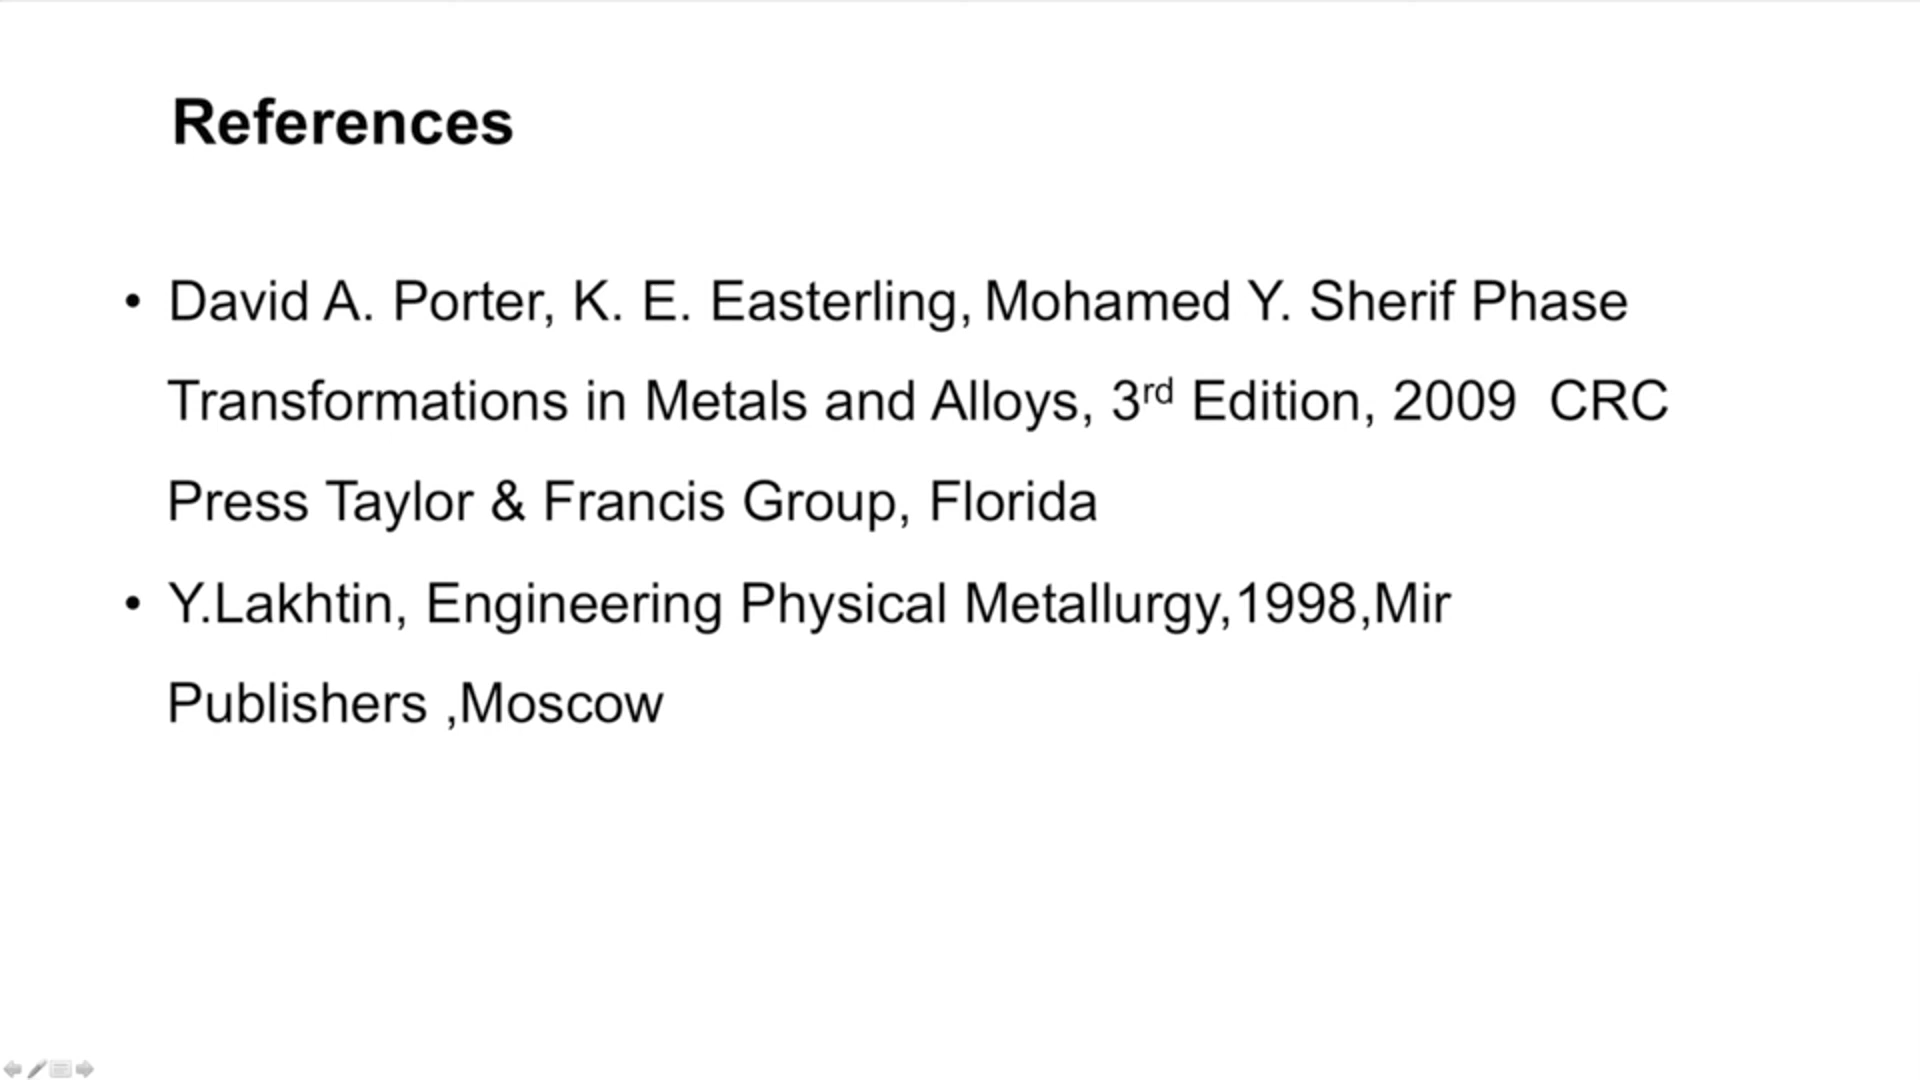 References
• David A. Porter, K. E. Easterling, Mohamed Y. Sherif Phase
Transformations in Metals and Alloys, 3rd Edition, 2009  CRC
Press Taylor & Francis Group, Florida
• Y.Lakhtin, Engineering Physical Metallurgy,1998,Mir
Publishers ,Moscow